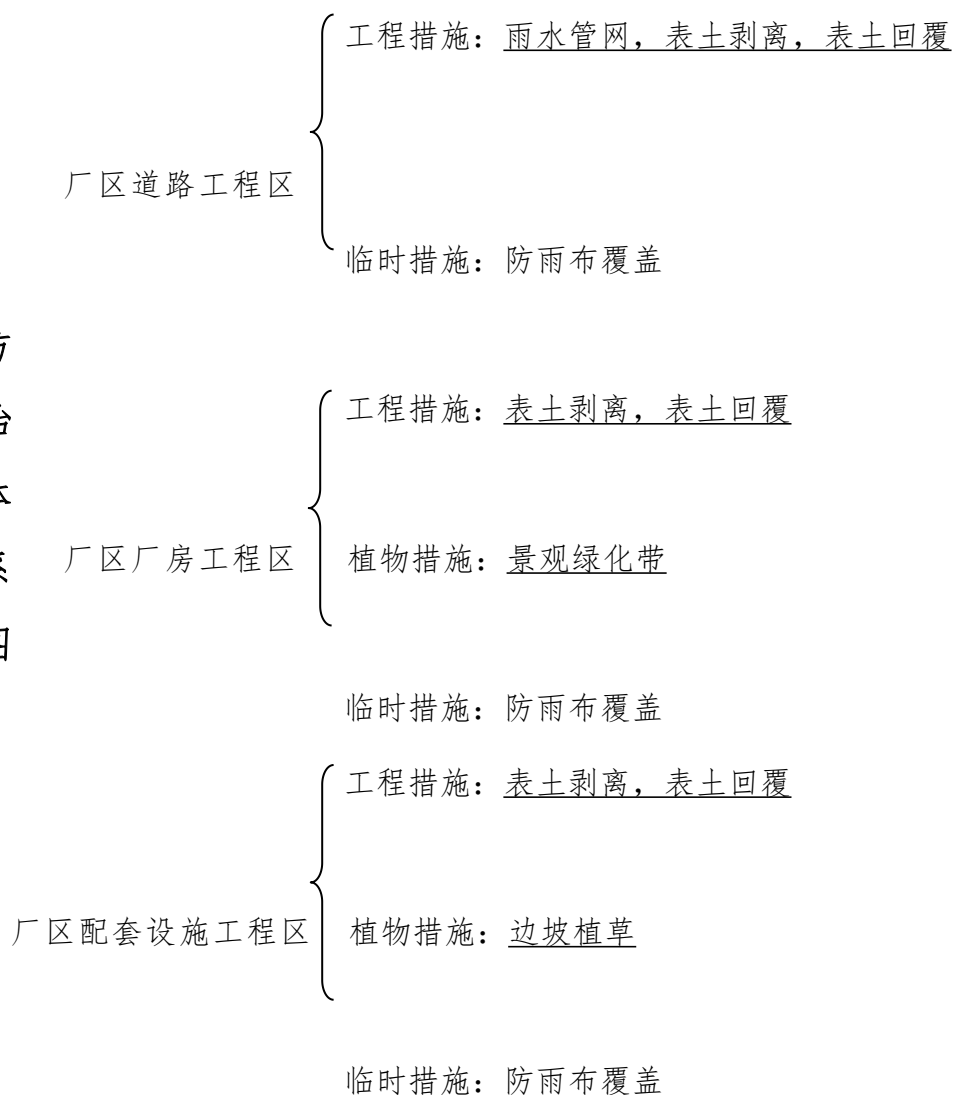 工程措施：雨水管网，表土剥离，表土回覆
厂区道路工程区
临时措施：防雨布覆盖
工程措施：表土剥离，表土回覆
厂区厂房工程区
植物措施：景观绿化带
临时措施：防雨布覆盖
工程措施：表土剥离，表土回覆
厂区配套设施工程区
植物措施：边坡植草
临时措施：防雨布覆盖